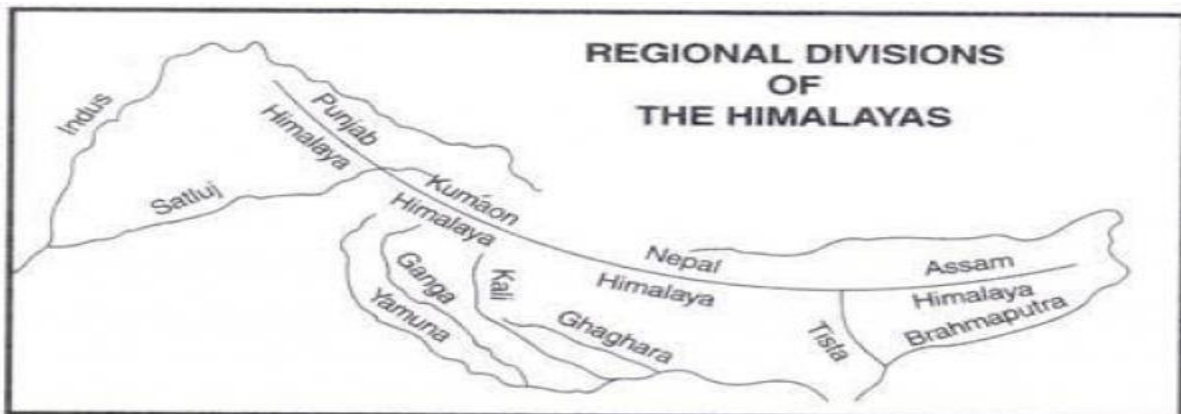 REGIONAL DIVISIONS
OF
THE HIMALAYAS
Indus
Punjab
Himalaya
Satluj
Kumáon
Himalaya
Nepal
Himalaya
Assam
Himalaya
Brahmaputra
Tista
Ganga
Yamuna
Kali
Ghaghara